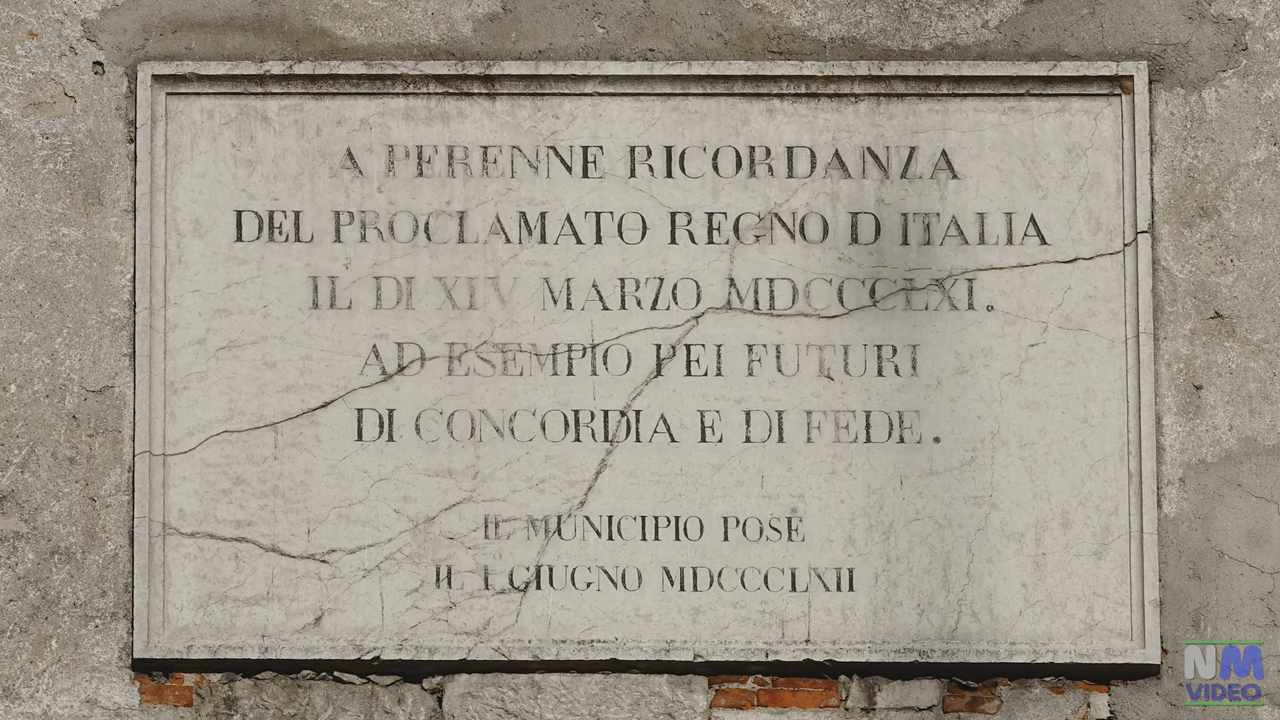 A PERENNE RICORDANZA
DEL PROCLAMATO REGNO D ITALIA
IL DI XIV MARZO MDCCCLXI.
AD ESEMPIO PEI FUTURI
DI CONCORDIA E DI FEDE.
IL MUNICIPIO POSE
IL 1 GIUGNO MDCCCLXII
NM
VIDEO